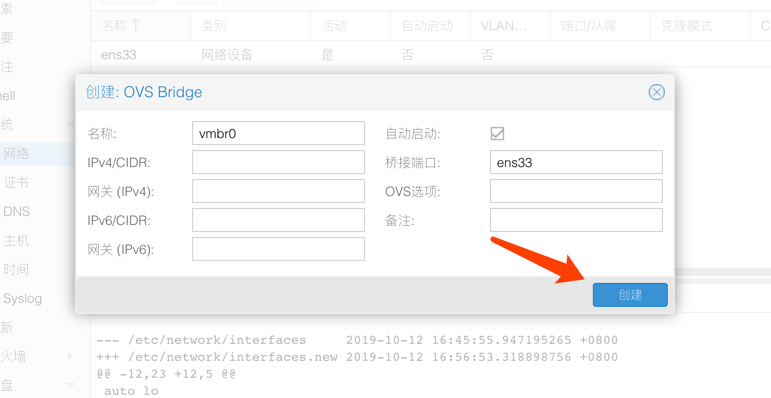 索
名称 类别 活动 自动启动 VLAN... 端口/从属 克隆模式 C
要
ens33 网络设备 是 否 否
注
创建: OVS Bridge
hell
统
名称: vmbr0 自动启动:
网络
IPv4/CIDR: 桥接端口: ens33
证书
网关 (IPv4): OVS选项:
DNS
IPv6/CIDR: 备注:
主机
网关 (IPv6):
时间
Syslog
创建
新
--- /etc/network/interfaces 2019-10-12 16:45:55.947195265 +0800
火墙
+++ /etc/network/interfaces.new 2019-10-12 16:56:53.318898756 +0800
@@ -12,23 +12,5 @@
盘
auto lo